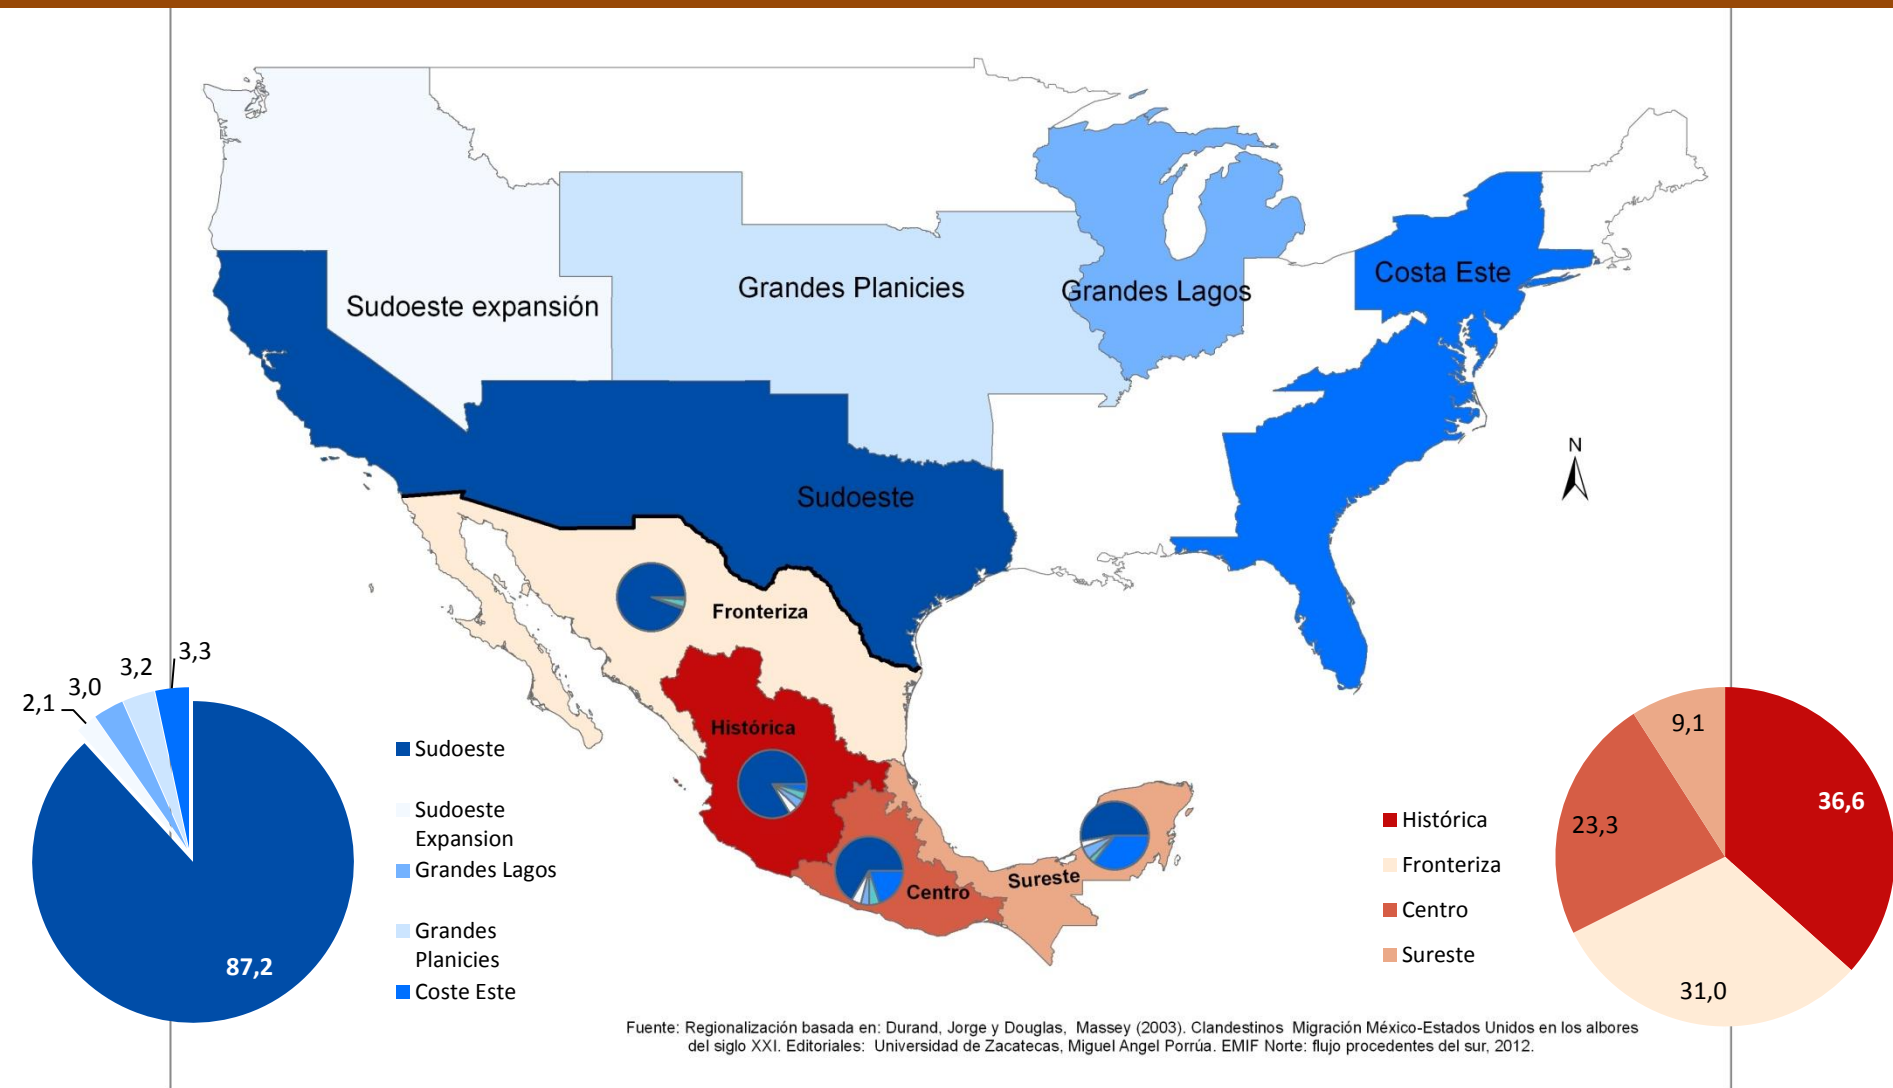 Sudoeste expansión
Grandes Planicies
Grandes Lagos
Costa Este
Sudoeste
N
Fronteriza
Histórica
Centro
Sureste
2,1
3,0
3,2
3,3
87,2
Sudoeste
Sudoeste
Expansion
Grandes Lagos
Grandes
Planicies
Coste Este
Histórica
Fronteriza
Centro
Sureste
9,1
36,6
23,3
31,0
Fuente: Regionalización basada en: Durand, Jorge y Douglas, Massey (2003). Clandestinos Migración México-Estados Unidos en los albores
del siglo XXI. Editoriales: Universidad de Zacatecas, Miguel Angel Porrúa. EMIF Norte: flujo procedentes del sur, 2012.